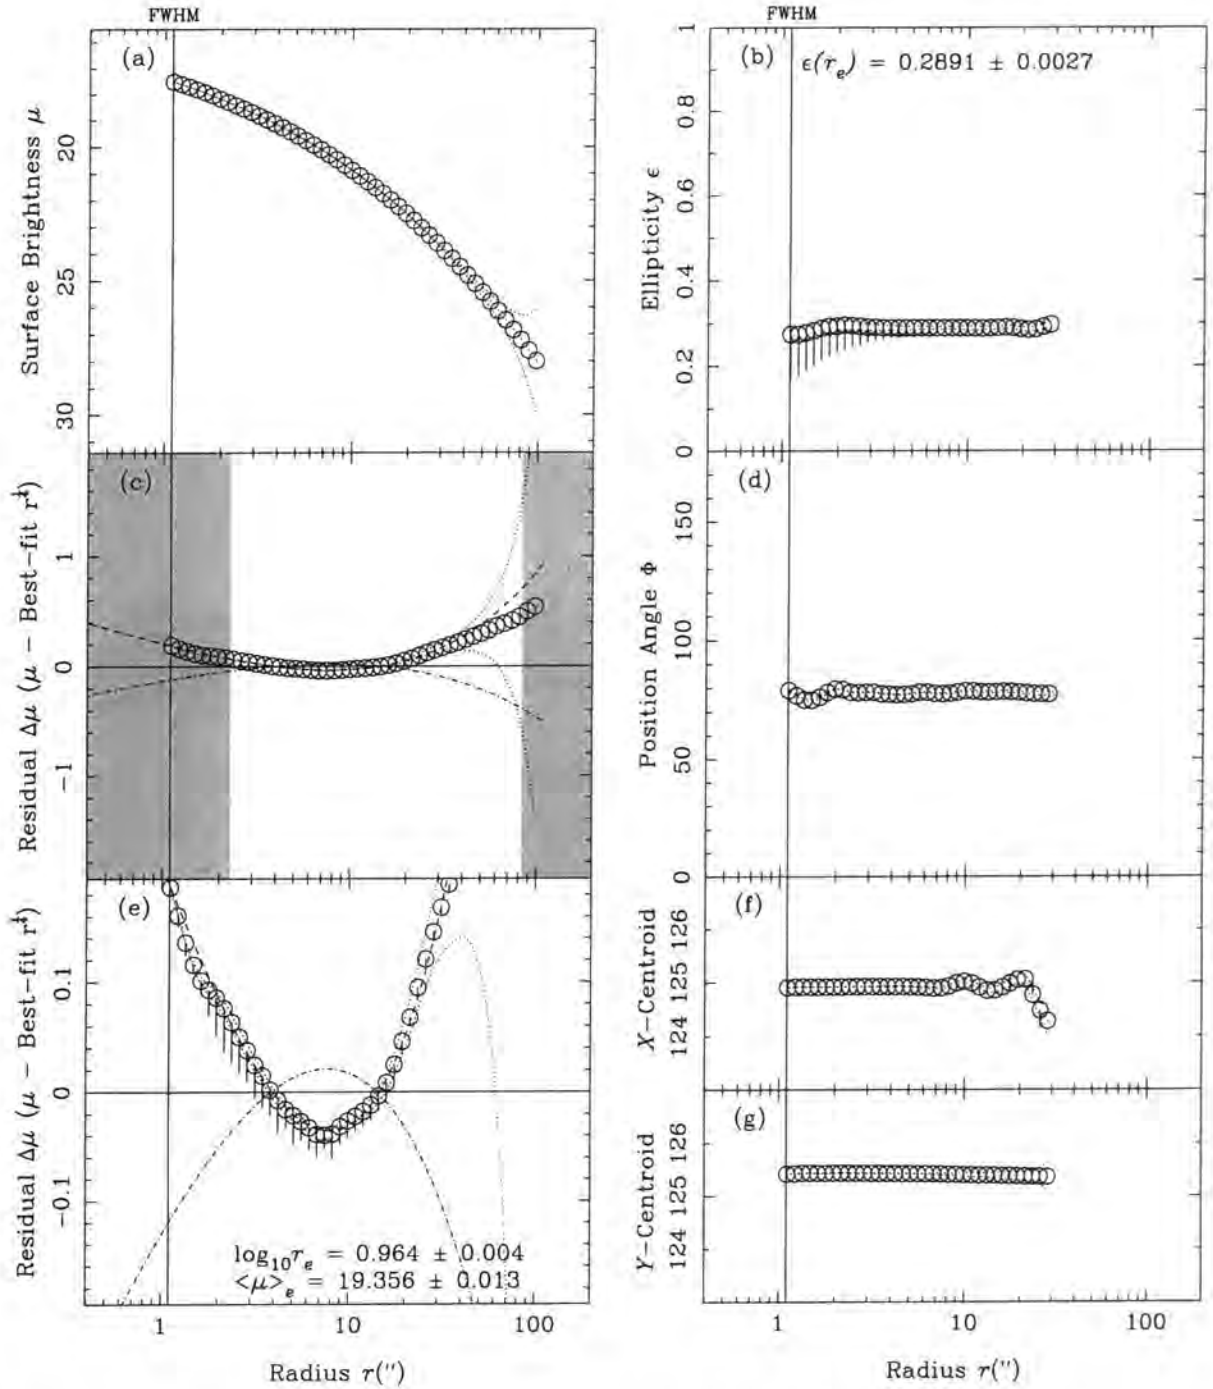 FWHM
(a)
Surface Brightness μ
20
25
30
FWHM
(b)
ϵ(r_e) = 0.2891 ± 0.0027
Ellipticity ϵ
1
0.8
0.6
0.4
0.2
0
(c)
Residual Δμ (μ − Best−fit r^¼)
1
0
−1
(d)
Position Angle Φ
150
100
50
0
(e)
Residual Δμ (μ − Best−fit r^¼)
0.1
0
−0.1
log₁₀r_e = 0.964 ± 0.004
<μ>_e = 19.356 ± 0.013
1 10 100
Radius r('')
(f)
X−Centroid
126
125
124
(g)
Y−Centroid
126
125
124
1 10 100
Radius r('')